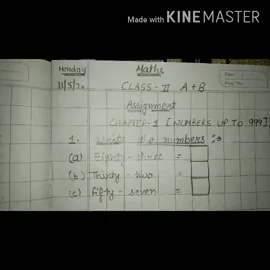 Made with KINEMASTER
Monday Maths
11/5/20 CLASS - II A + B
Assignment
CHAPTER-1 [NUMBERS UP TO 999]
1. Write the numbers :→
(a) Eighty - three =
(b) Twenty - two =
(c) Fifty - seven =